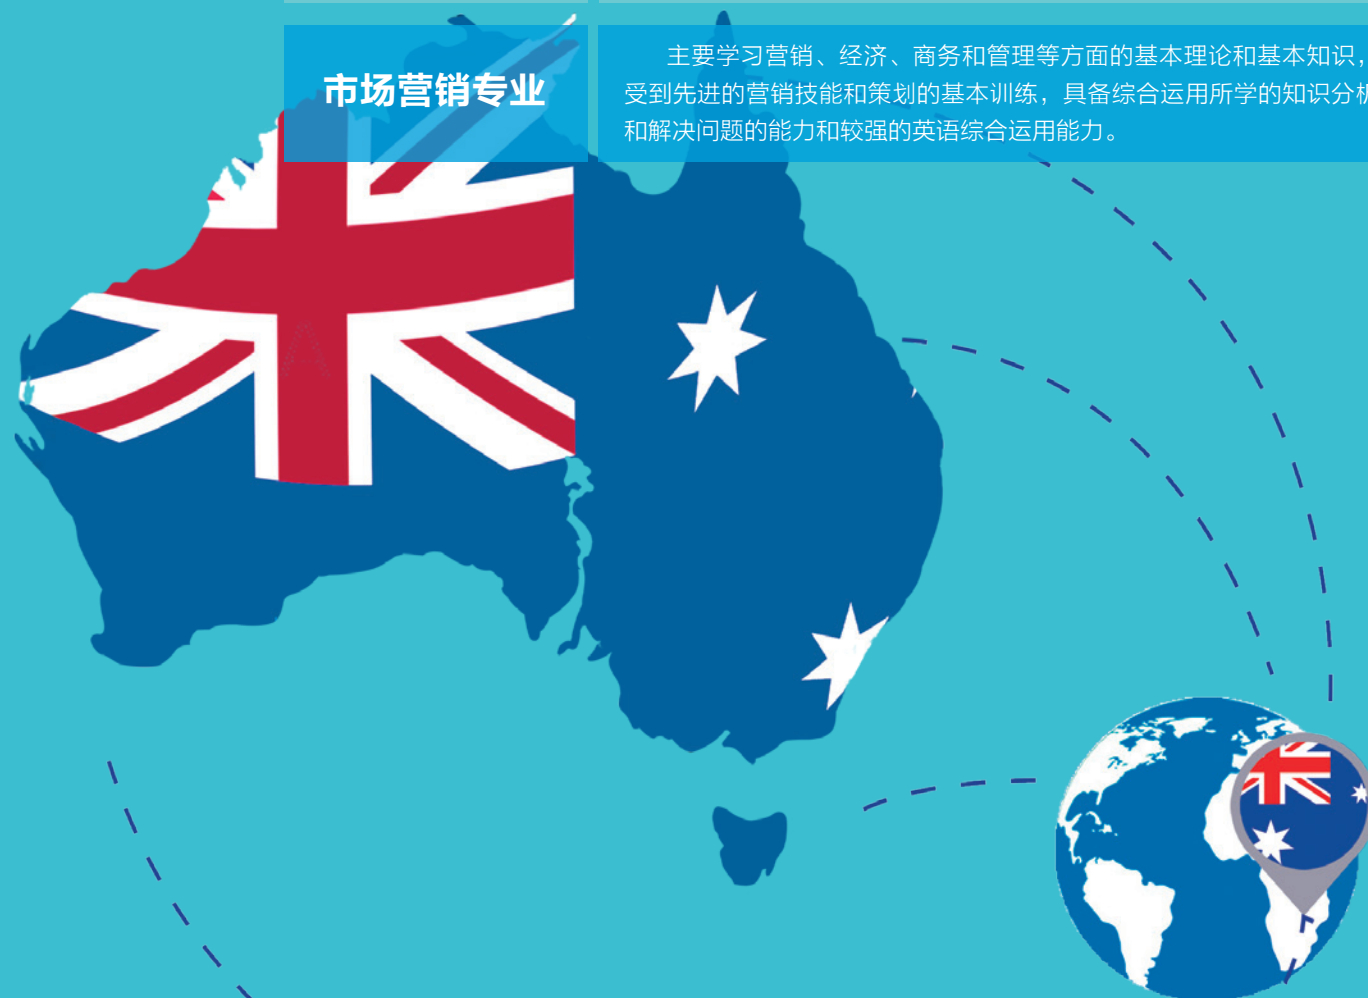 市场营销专业
主要学习营销、经济、商务和管理等方面的基本理论和基本知识，
受到先进的营销技能和策划的基本训练，具备综合运用所学的知识分析
和解决问题的能力和较强的英语综合运用能力。